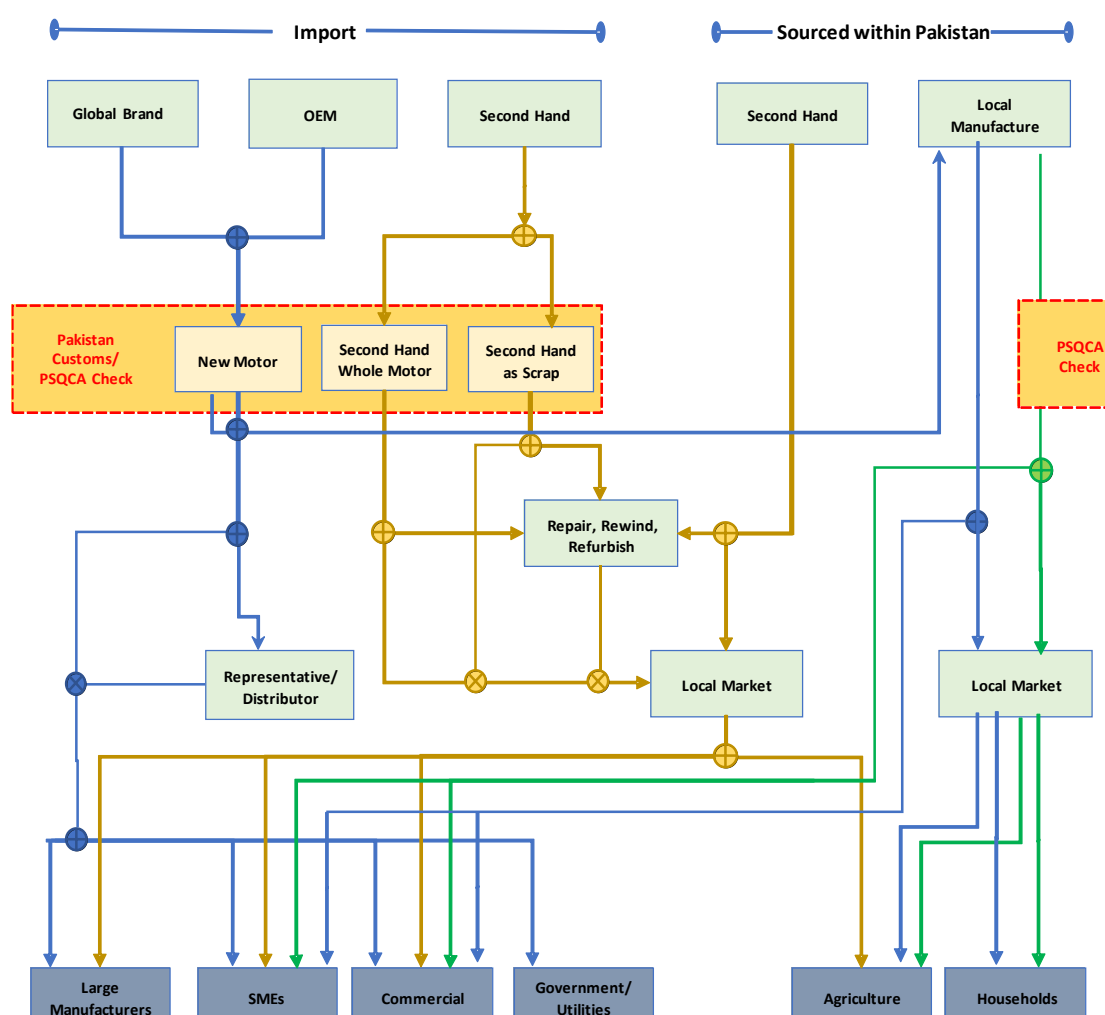 Import
Sourced within Pakistan
Global Brand
OEM
Second Hand
Second Hand
Local
Manufacture
Pakistan
Customs/
PSQCA Check
New Motor
Second Hand
Whole Motor
Second Hand
as Scrap
PSQCA
Check
Repair, Rewind,
Refurbish
Representative/
Distributor
Local Market
Local Market
Large
Manufacturers
SMEs
Commercial
Government/
Utilities
Agriculture
Households